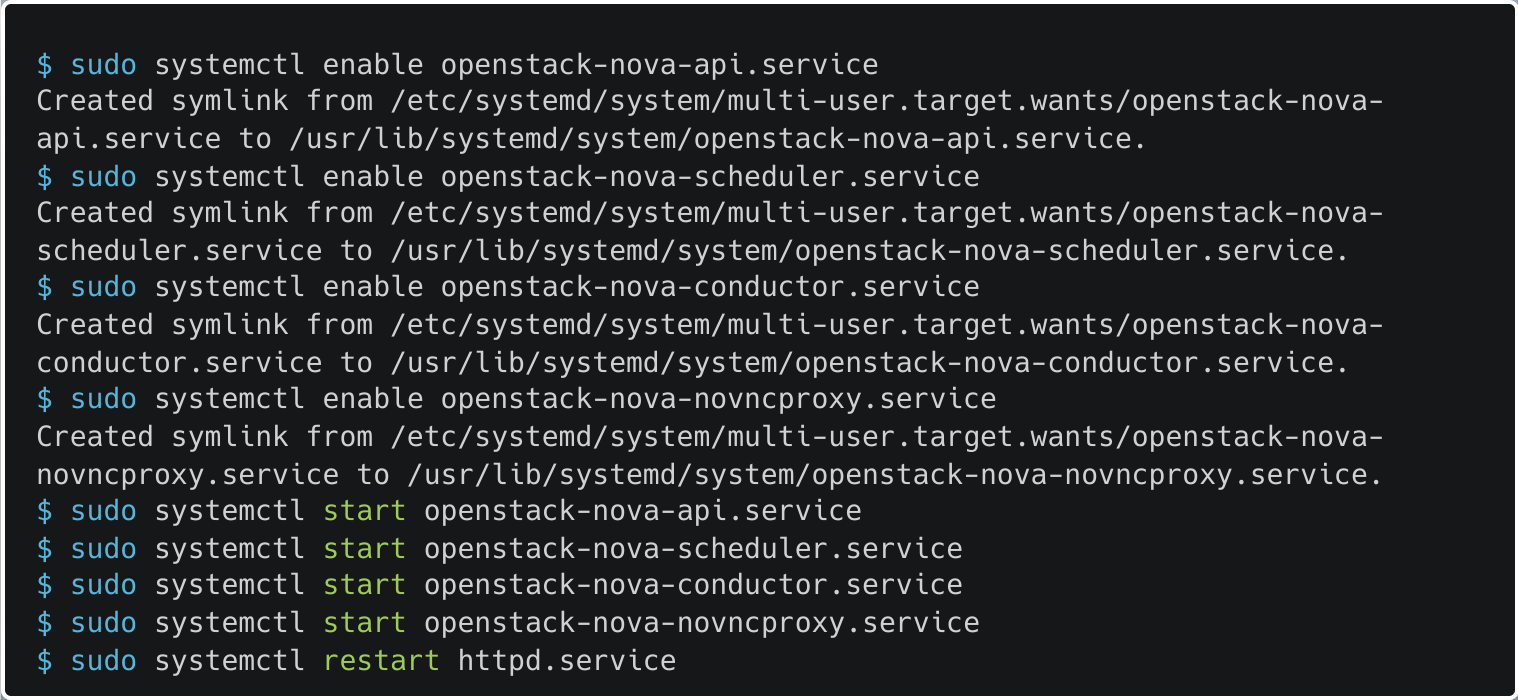 $ sudo systemctl enable openstack-nova-api.service
Created symlink from /etc/systemd/system/multi-user.target.wants/openstack-nova-
api.service to /usr/lib/systemd/system/openstack-nova-api.service.
$ sudo systemctl enable openstack-nova-scheduler.service
Created symlink from /etc/systemd/system/multi-user.target.wants/openstack-nova-
scheduler.service to /usr/lib/systemd/system/openstack-nova-scheduler.service.
$ sudo systemctl enable openstack-nova-conductor.service
Created symlink from /etc/systemd/system/multi-user.target.wants/openstack-nova-
conductor.service to /usr/lib/systemd/system/openstack-nova-conductor.service.
$ sudo systemctl enable openstack-nova-novncproxy.service
Created symlink from /etc/systemd/system/multi-user.target.wants/openstack-nova-
novncproxy.service to /usr/lib/systemd/system/openstack-nova-novncproxy.service.
$ sudo systemctl start openstack-nova-api.service
$ sudo systemctl start openstack-nova-scheduler.service
$ sudo systemctl start openstack-nova-conductor.service
$ sudo systemctl start openstack-nova-novncproxy.service
$ sudo systemctl restart httpd.service